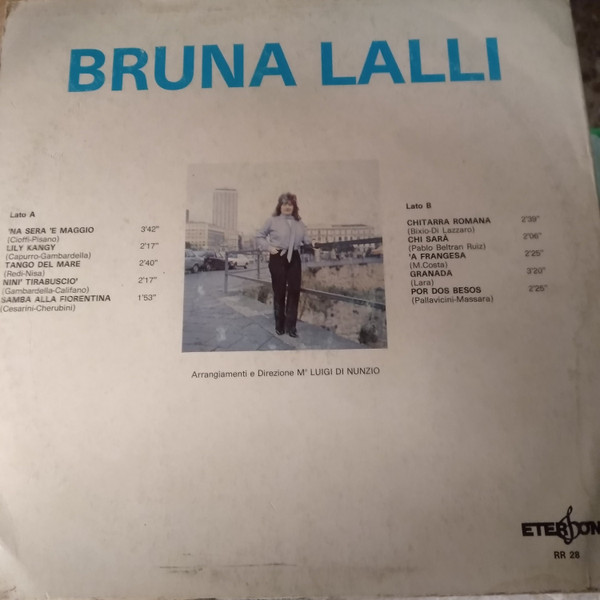 BRUNA LALLI
Lato A
'NA SERA 'E MAGGIO 3'42"
(Cioffi-Pisano)
LILY KANGY 2'17"
(Capurro-Gambardella)
TANGO DEL MARE 2'40"
(Redi-Nisa)
NINI' TIRABUSCIO' 2'17"
(Gambardella-Califano)
SAMBA ALLA FIORENTINA 1'53"
(Cesarini-Cherubini)
Lato B
CHITARRA ROMANA 2'39"
(Bixio-Di Lazzaro)
CHI SARÀ 2'06"
(Pablo Beltran Ruiz)
'A FRANGESA 2'25"
(M.Costa)
GRANADA 3'20"
(Lara)
POR DOS BESOS 2'25"
(Pallavicini-Massara)
Arrangiamenti e Direzione M° LUIGI DI NUNZIO
ETERSON
RR 28